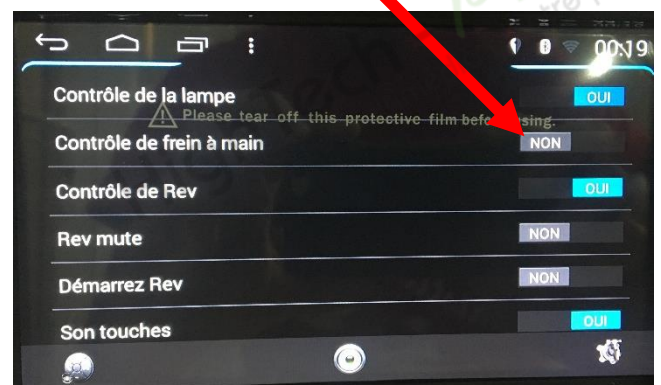 00:19
Contrôle de la lampe OUI
Please tear off this protective film before using.
Contrôle de frein à main NON
Contrôle de Rev OUI
Rev mute NON
Démarrez Rev NON
Son touches OUI